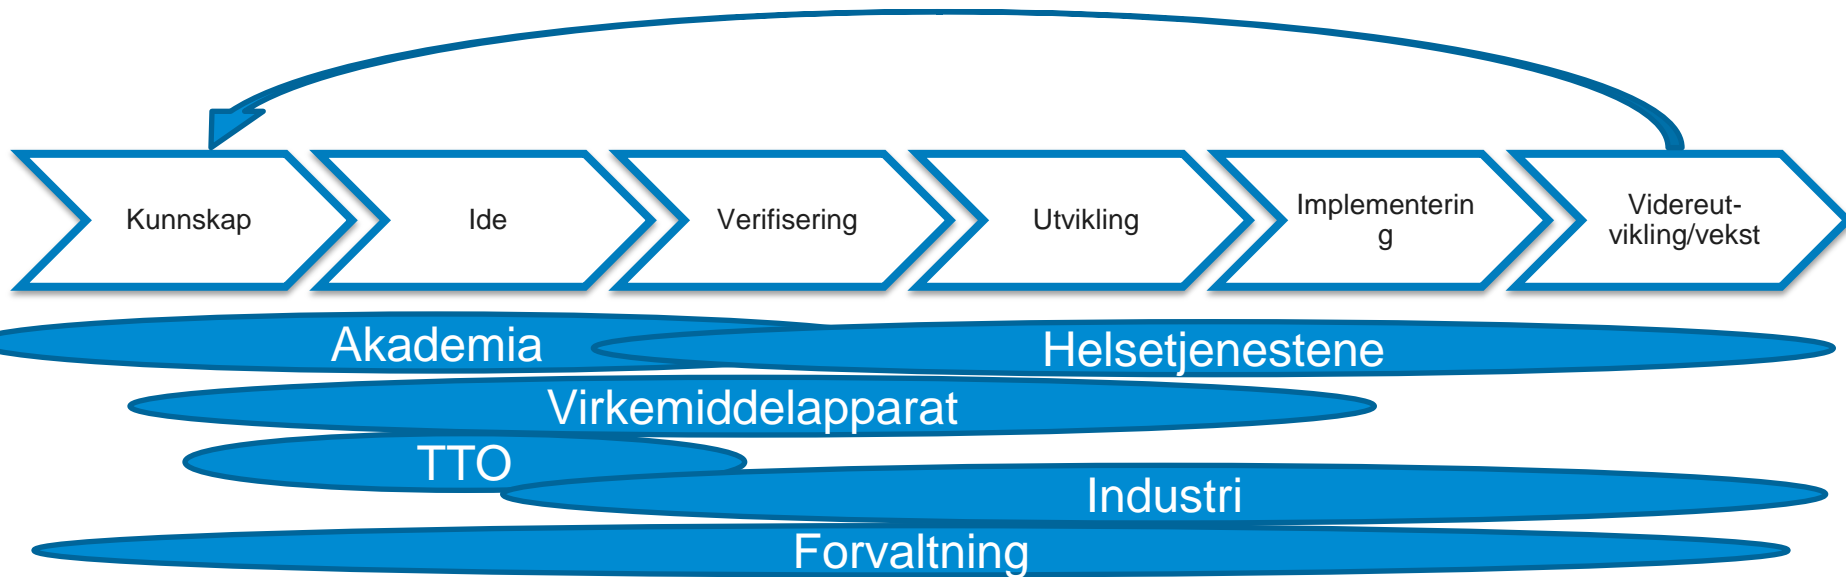 Kunnskap
Ide
Verifisering
Utvikling
Implementerin
g
Videreut-
vikling/vekst
Akademia
Helsetjenestene
Virkemiddelapparat
TTO
Industri
Forvaltning